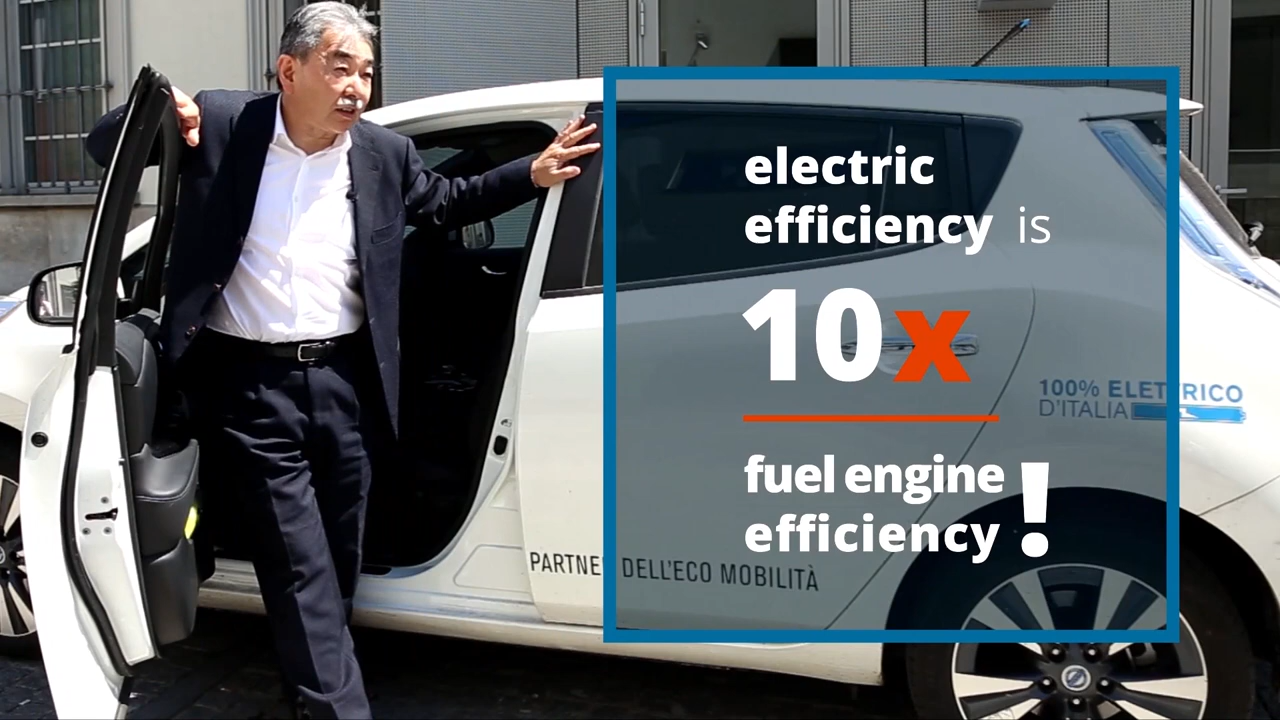 electric
efficiency is
10x
fuel engine
efficiency!
100% ELETTRICO
D'ITALIA
PARTNER DELL'ECO MOBILITÀ